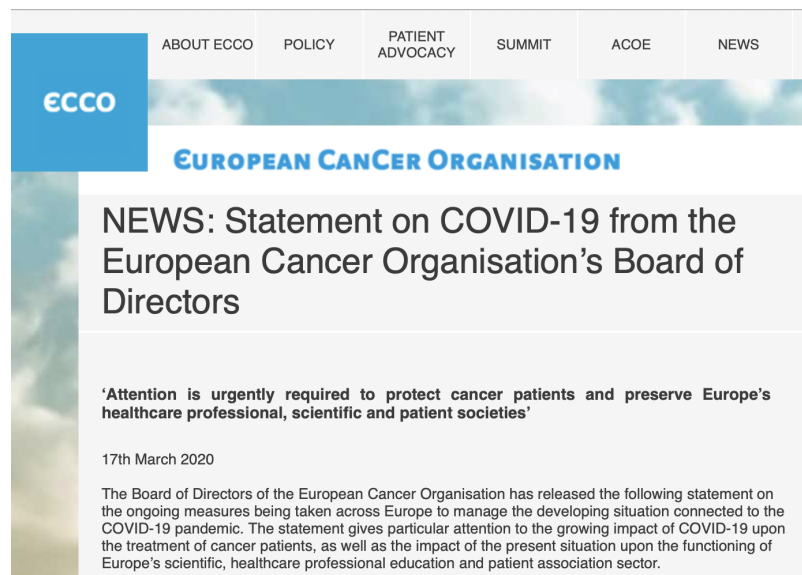 ABOUT ECCO
POLICY
PATIENT
ADVOCACY
SUMMIT
ACOE
NEWS
ECCO
EUROPEAN CANCER ORGANISATION
NEWS: Statement on COVID-19 from the
European Cancer Organisation’s Board of
Directors
‘Attention is urgently required to protect cancer patients and preserve Europe’s
healthcare professional, scientific and patient societies’
17th March 2020
The Board of Directors of the European Cancer Organisation has released the following statement on
the ongoing measures being taken across Europe to manage the developing situation connected to the
COVID-19 pandemic. The statement gives particular attention to the growing impact of COVID-19 upon
the treatment of cancer patients, as well as the impact of the present situation upon the functioning of
Europe’s scientific, healthcare professional education and patient association sector.